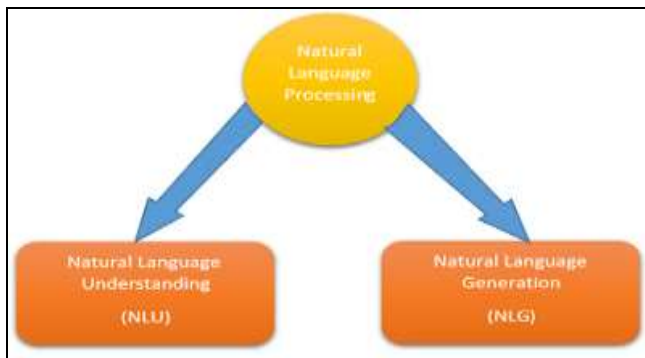 Natural
Language
Processing
Natural Language
Understanding
(NLU)
Natural Language
Generation
(NLG)